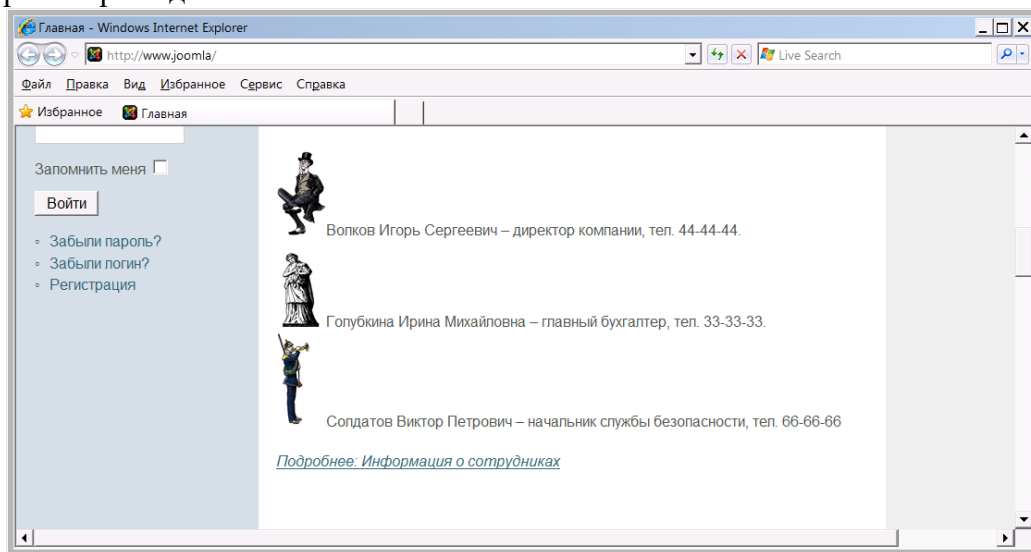 Главная - Windows Internet Explorer
http://www.joomla/
Live Search
Файл Правка Вид Избранное Сервис Справка
Избранное Главная
Запомнить меня
Войти
Забыли пароль?
Забыли логин?
Регистрация
Волков Игорь Сергеевич – директор компании, тел. 44-44-44.
Голубкина Ирина Михайловна – главный бухгалтер, тел. 33-33-33.
Солдатов Виктор Петрович – начальник службы безопасности, тел. 66-66-66
Подробнее: Информация о сотрудниках